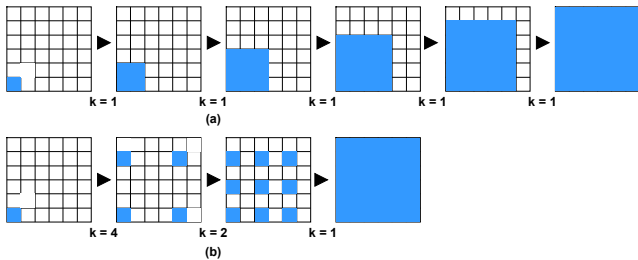 k = 1 k = 1 k = 1 k = 1 k = 1
(a)
k = 4 k = 2 k = 1
(b)